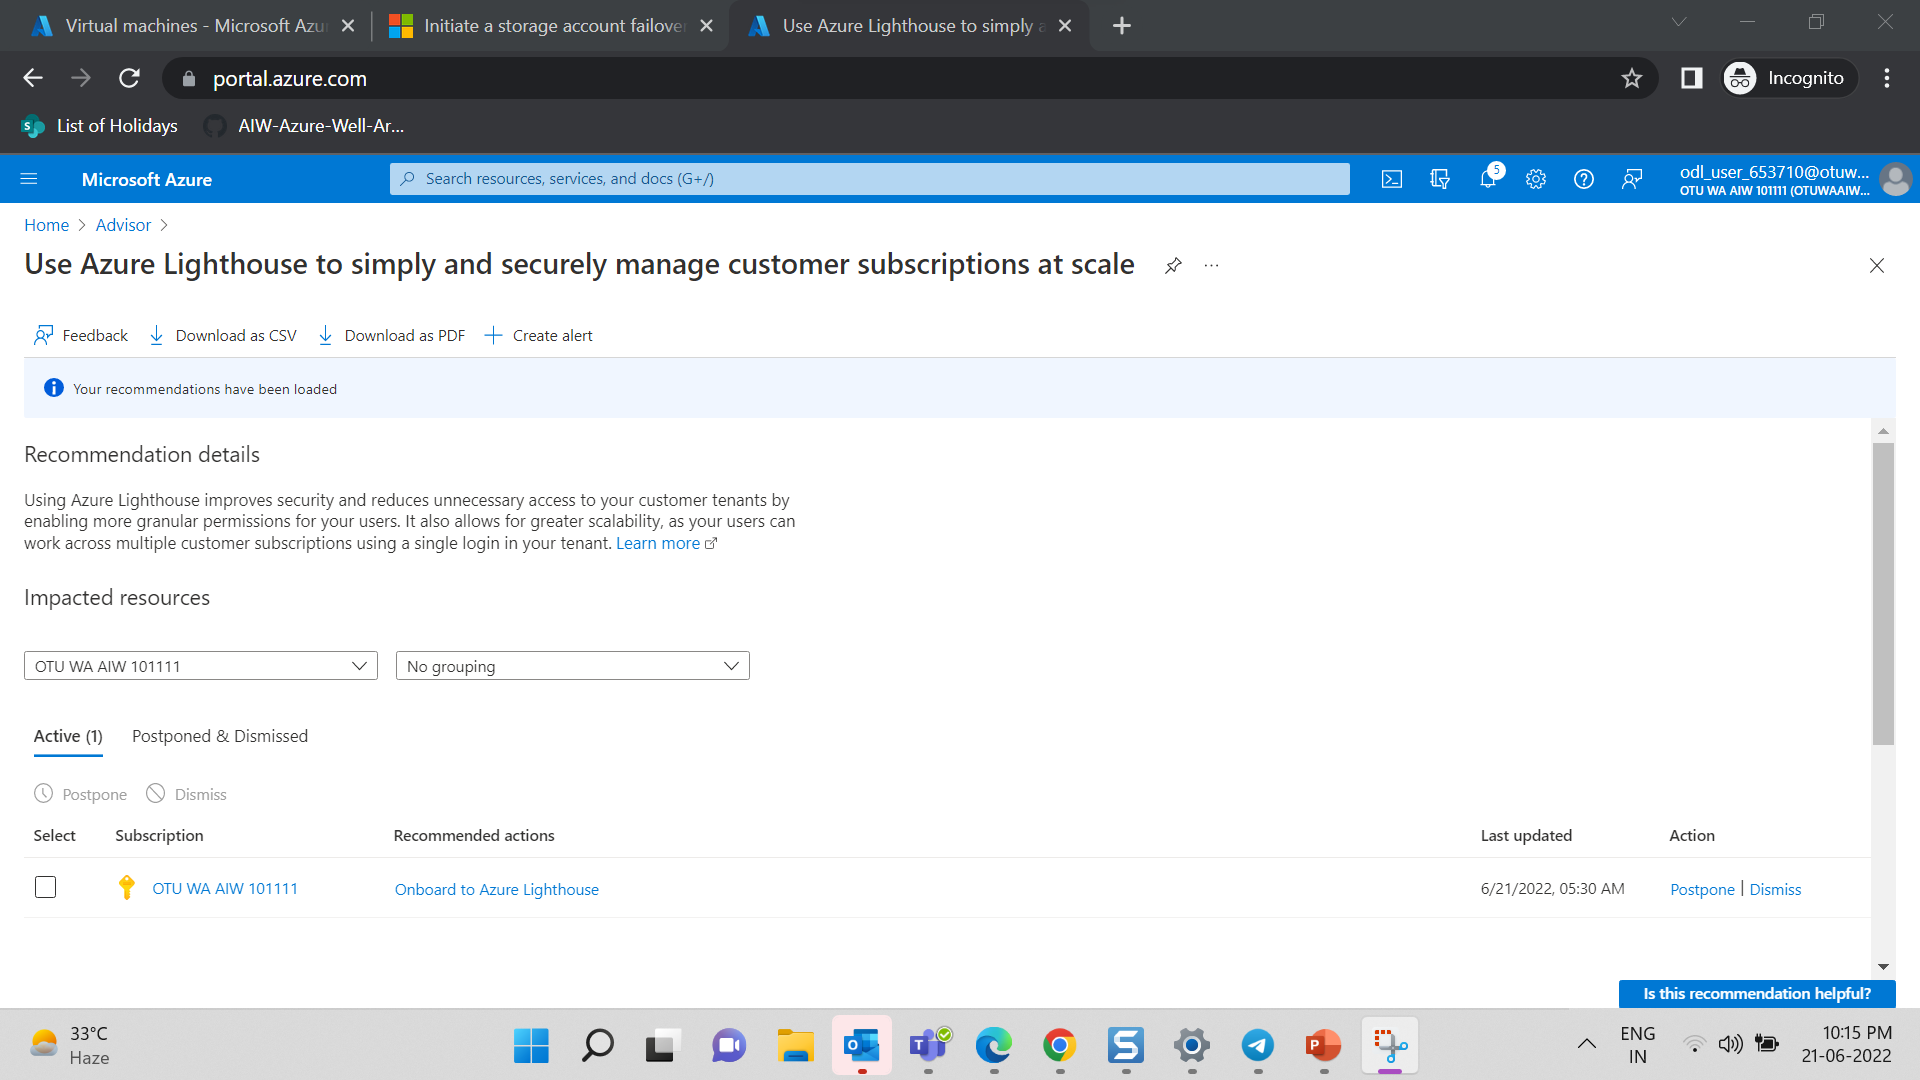 Virtual machines - Microsoft Azu
Initiate a storage account failover
Use Azure Lighthouse to simply a
portal.azure.com
Incognito
List of Holidays
AIW-Azure-Well-Ar...
Microsoft Azure
Search resources, services, and docs (G+/)
5
odl_user_653710@otuw...
OTU WA AIW 101111 (OTUWAAIW...
Home > Advisor >
Use Azure Lighthouse to simply and securely manage customer subscriptions at scale
...
Feedback
Download as CSV
Download as PDF
Create alert
Your recommendations have been loaded
Recommendation details
Using Azure Lighthouse improves security and reduces unnecessary access to your customer tenants by
enabling more granular permissions for your users. It also allows for greater scalability, as your users can
work across multiple customer subscriptions using a single login in your tenant. Learn more
Impacted resources
OTU WA AIW 101111
No grouping
Active (1)
Postponed & Dismissed
Postpone
Dismiss
Select
Subscription
Recommended actions
Last updated
Action
OTU WA AIW 101111
Onboard to Azure Lighthouse
6/21/2022, 05:30 AM
Postpone | Dismiss
Is this recommendation helpful?
33°C
Haze
ENG
IN
10:15 PM
21-06-2022